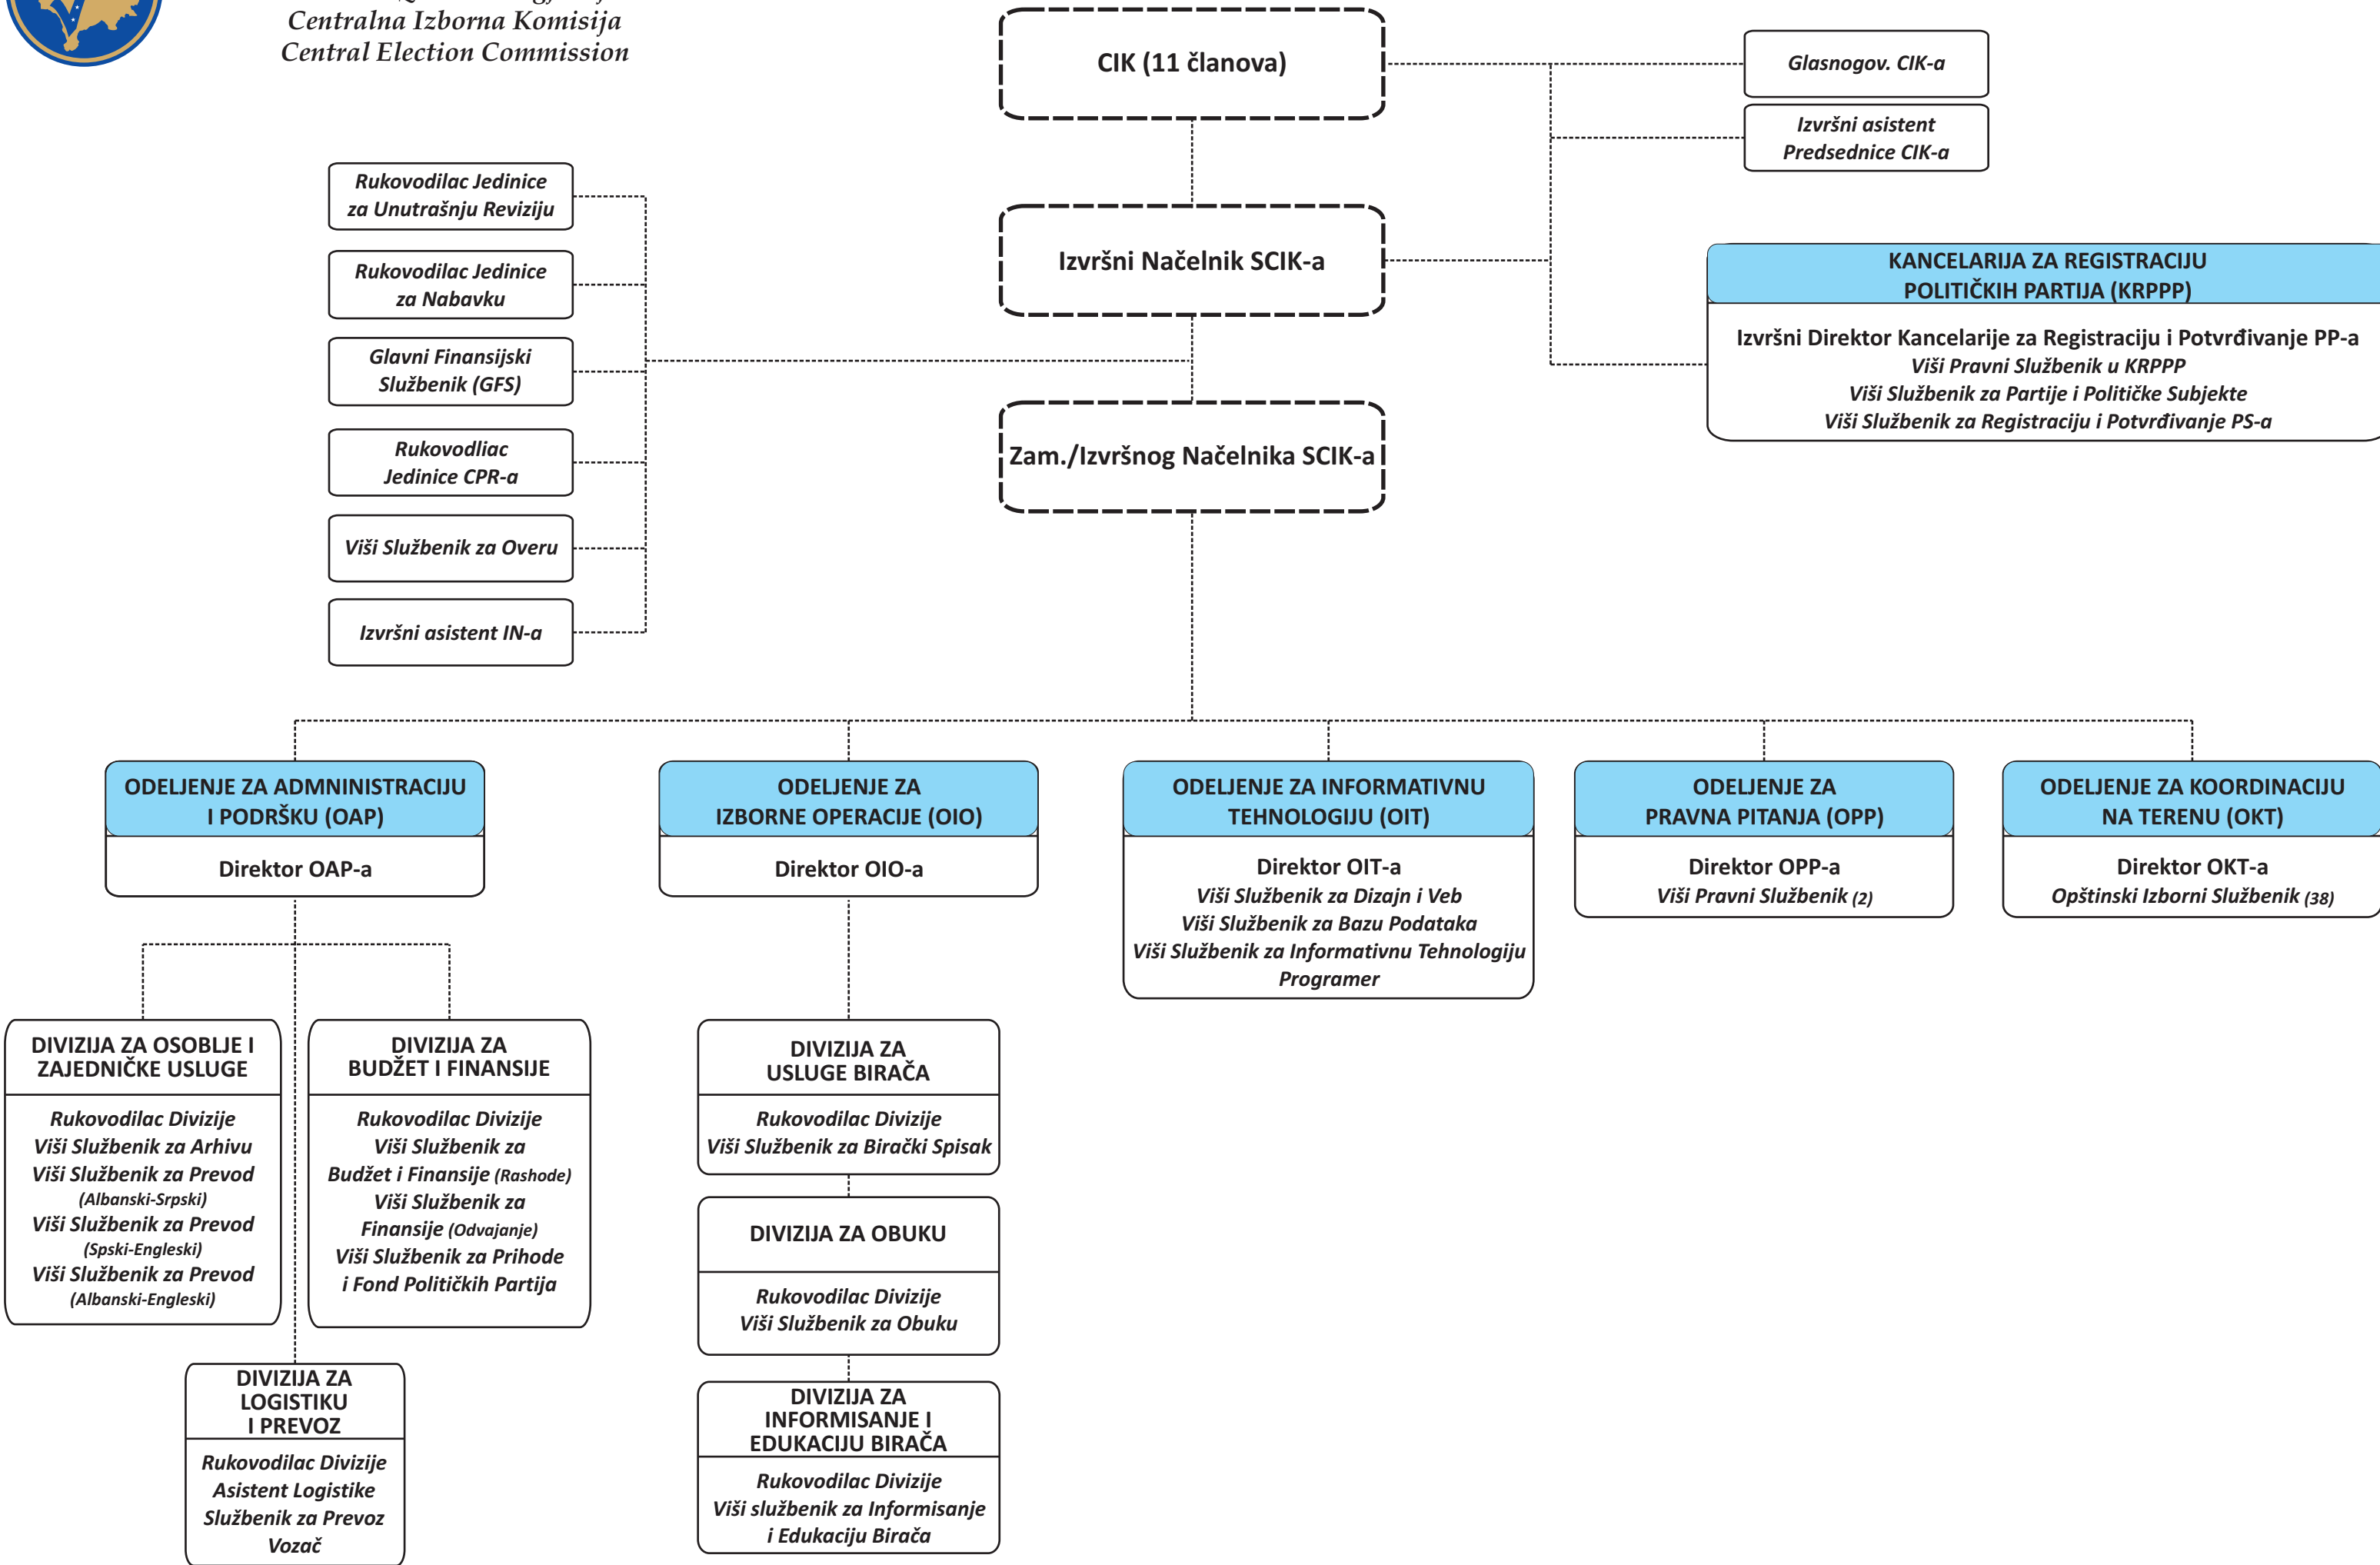 Centralna Izborna Komisija
Central Election Commission
CIK (11 članova)
Glasnogov. CIK-a
Izvršni asistent
Predsednice CIK-a
Rukovodilac Jedinice
za Unutrašnju Reviziju
Rukovodilac Jedinice
za Nabavku
Glavni Finansijski
Službenik (GFS)
Rukovodliac
Jedinice CPR-a
Viši Službenik za Overu
Izvršni asistent IN-a
Izvršni Načelnik SCIK-a
KANCELARIJA ZA REGISTRACIJU
POLITIČKIH PARTIJA (KRPPP)
Izvršni Direktor Kancelarije za Registraciju i Potvrđivanje PP-a
Viši Pravni Službenik u KRPPP
Viši Službenik za Partije i Političke Subjekte
Viši Službenik za Registraciju i Potvrđivanje PS-a
Zam./Izvršnog Načelnika SCIK-a
ODELJENJE ZA ADMNINISTRACIJU
I PODRŠKU (OAP)
Direktor OAP-a
ODELJENJE ZA
IZBORNE OPERACIJE (OIO)
Direktor OIO-a
ODELJENJE ZA INFORMATIVNU
TEHNOLOGIJU (OIT)
Direktor OIT-a
Viši Službenik za Dizajn i Veb
Viši Službenik za Bazu Podataka
Viši Službenik za Informativnu Tehnologiju
Programer
ODELJENJE ZA
PRAVNA PITANJA (OPP)
Direktor OPP-a
Viši Pravni Službenik (2)
ODELJENJE ZA KOORDINACIJU
NA TERENU (OKT)
Direktor OKT-a
Opštinski Izborni Službenik (38)
DIVIZIJA ZA OSOBLJE I
ZAJEDNIČKE USLUGE
Rukovodilac Divizije
Viši Službenik za Arhivu
Viši Službenik za Prevod
(Albanski-Srpski)
Viši Službenik za Prevod
(Spski-Engleski)
Viši Službenik za Prevod
(Albanski-Engleski)
DIVIZIJA ZA
BUDŽET I FINANSIJE
Rukovodilac Divizije
Viši Službenik za
Budžet i Finansije (Rashode)
Viši Službenik za
Finansije (Odvajanje)
Viši Službenik za Prihode
i Fond Političkih Partija
DIVIZIJA ZA
LOGISTIKU
I PREVOZ
Rukovodilac Divizije
Asistent Logistike
Službenik za Prevoz
Vozač
DIVIZIJA ZA
USLUGE BIRAČA
Rukovodilac Divizije
Viši Službenik za Birački Spisak
DIVIZIJA ZA OBUKU
Rukovodilac Divizije
Viši Službenik za Obuku
DIVIZIJA ZA
INFORMISANJE I
EDUKACIJU BIRAČA
Rukovodilac Divizije
Viši službenik za Informisanje
i Edukaciju Birača